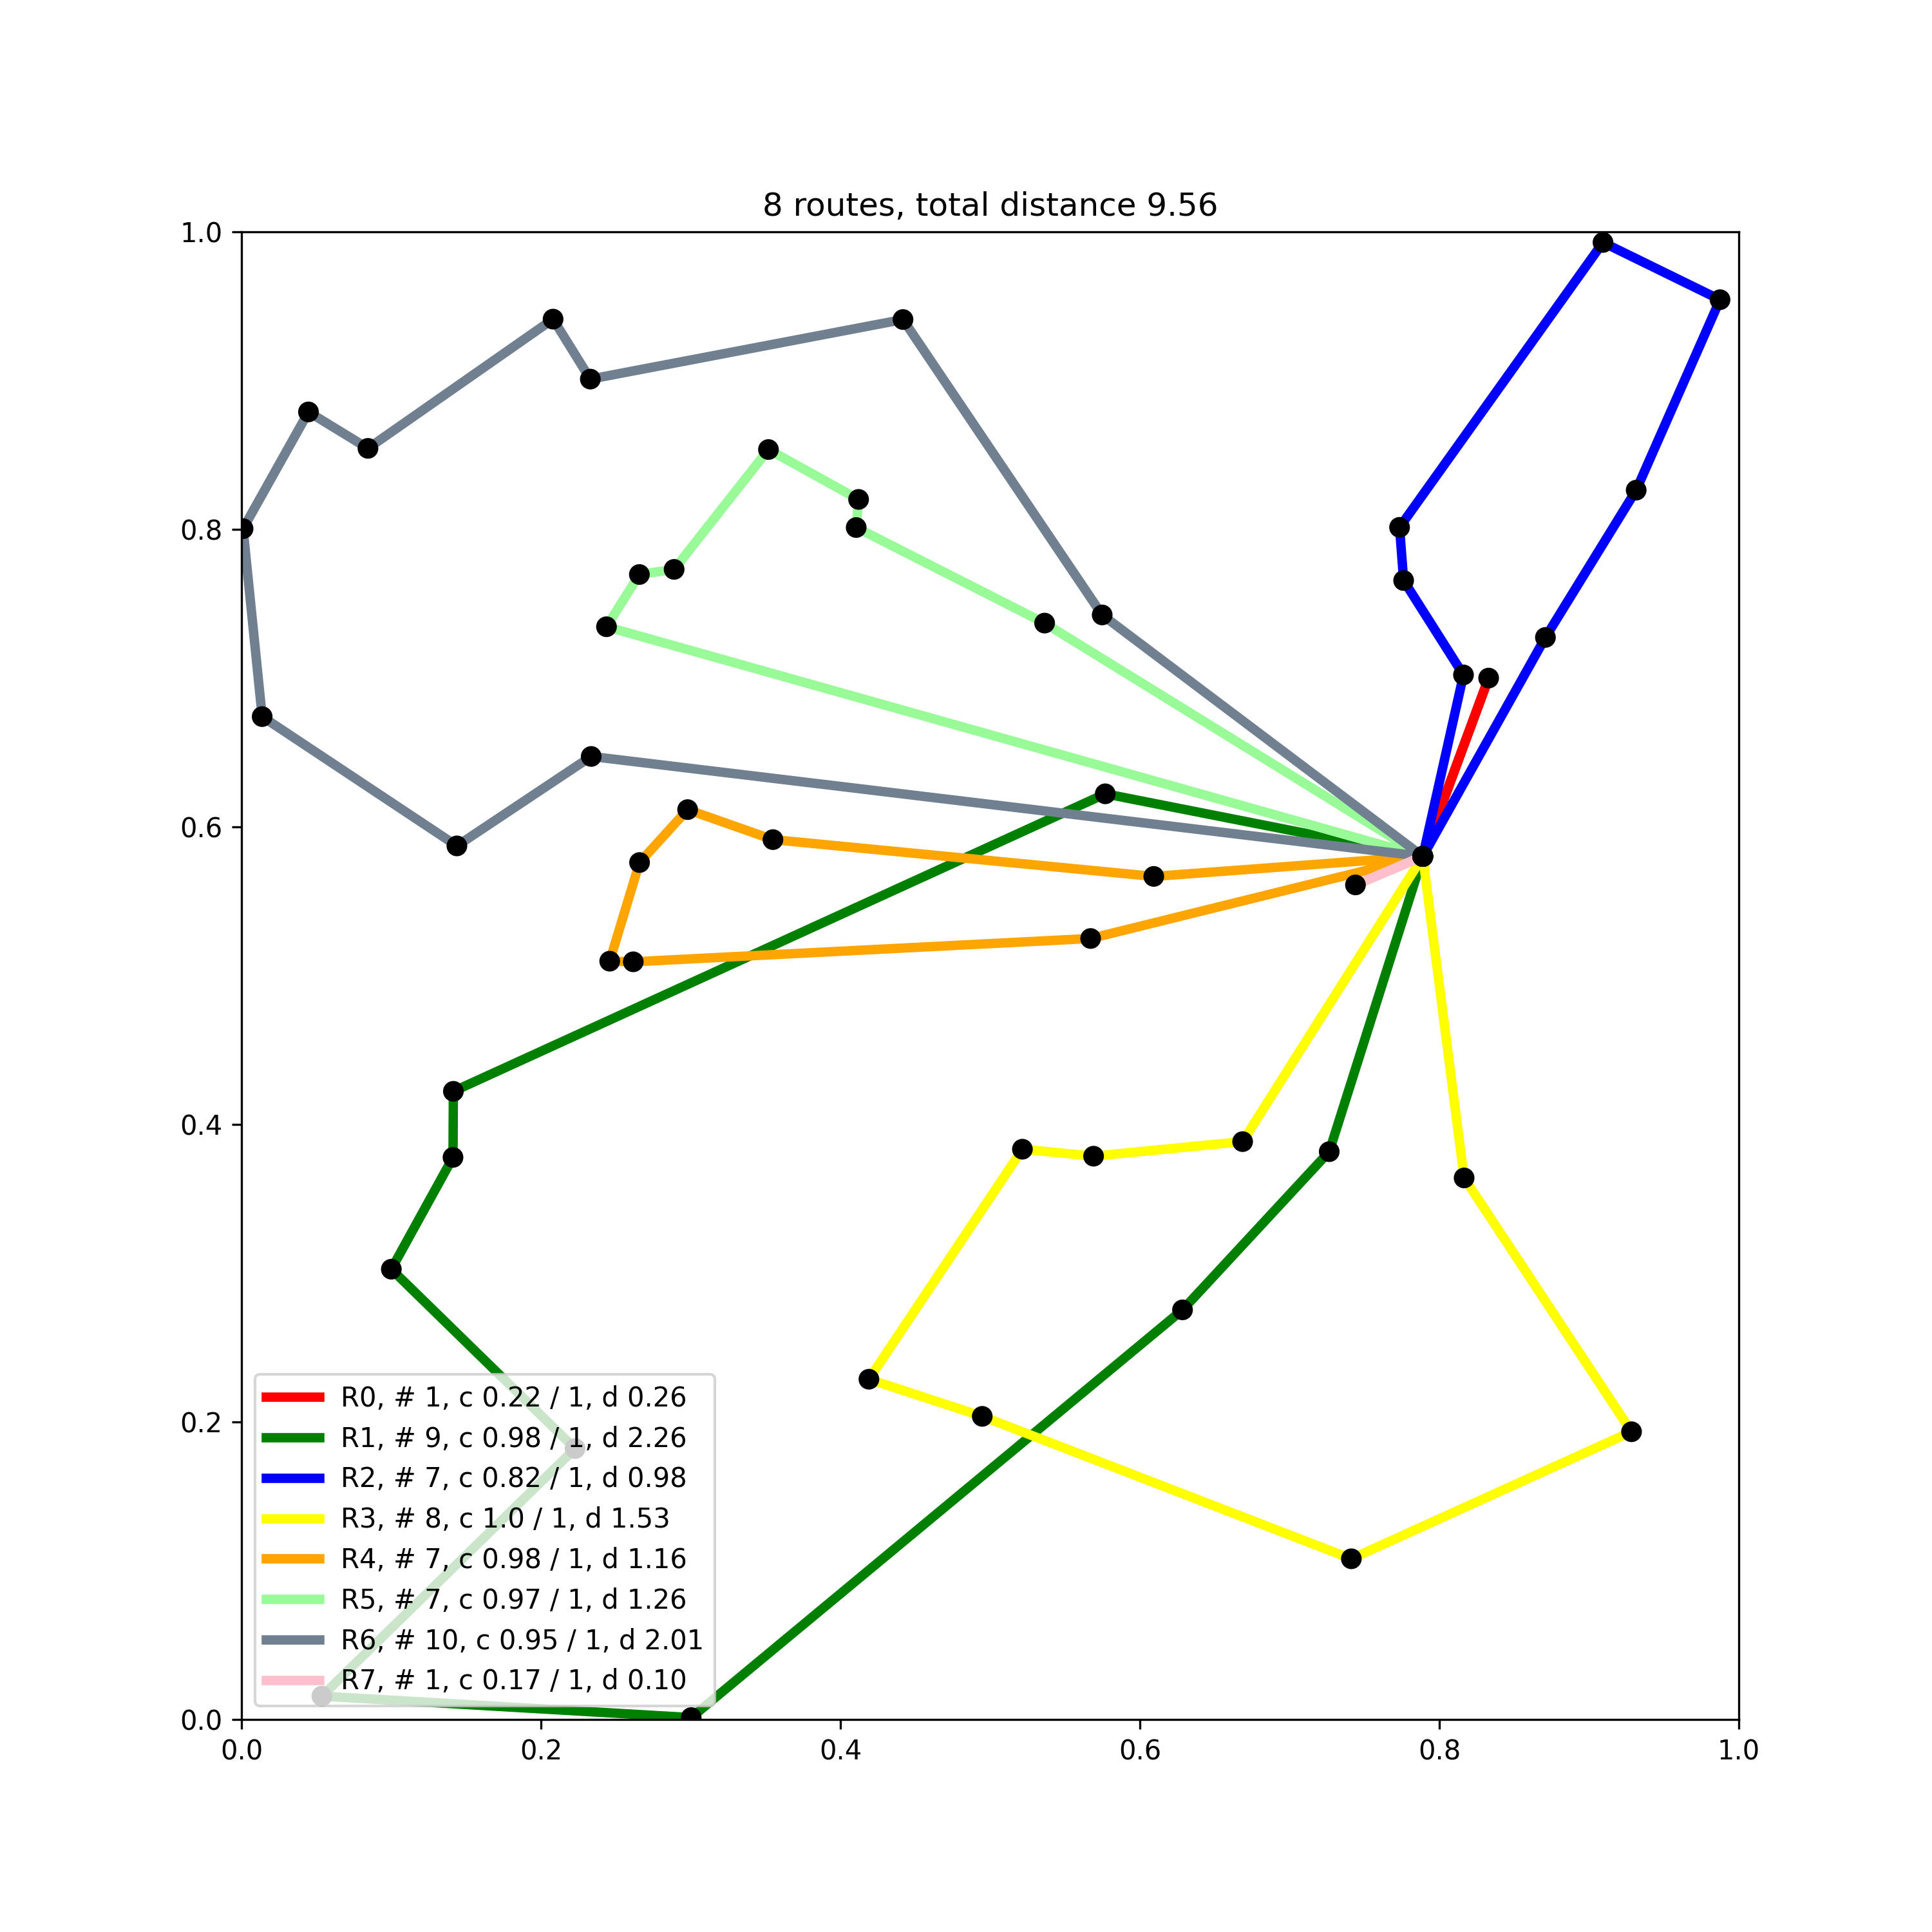 8 routes, total distance 9.56
1.0
0.8
0.6
0.4
0.2
0.0
R0, # 1, c 0.22 / 1, d 0.26
R1, # 9, c 0.98 / 1, d 2.26
R2, # 7, c 0.82 / 1, d 0.98
R3, # 8, c 1.0 / 1, d 1.53
R4, # 7, c 0.98 / 1, d 1.16
R5, # 7, c 0.97 / 1, d 1.26
R6, # 10, c 0.95 / 1, d 2.01
R7, # 1, c 0.17 / 1, d 0.10
0.0 0.2 0.4 0.6 0.8 1.0